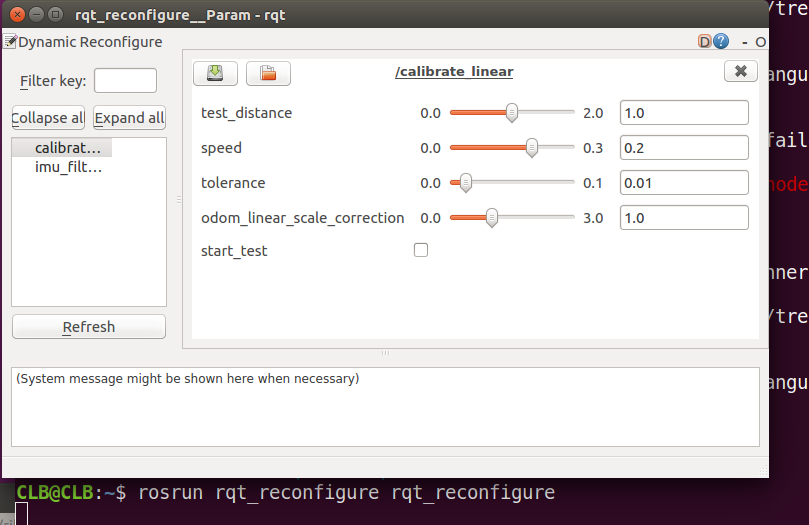 rqt_reconfigure__Param - rqt
/tre
Dynamic Reconfigure
D ? - O
Filter key:
/calibrate_linear
angu
Collapse all Expand all
test_distance 0.0 2.0 1.0
calibrat...
speed 0.0 0.3 0.2
fail
imu_filt...
tolerance 0.0 0.1 0.01
node
odom_linear_scale_correction 0.0 3.0 1.0
start_test
nner
Refresh
/tre
(System message might be shown here when necessary)
angu
CLB@CLB:~$ rosrun rqt_reconfigure rqt_reconfigure